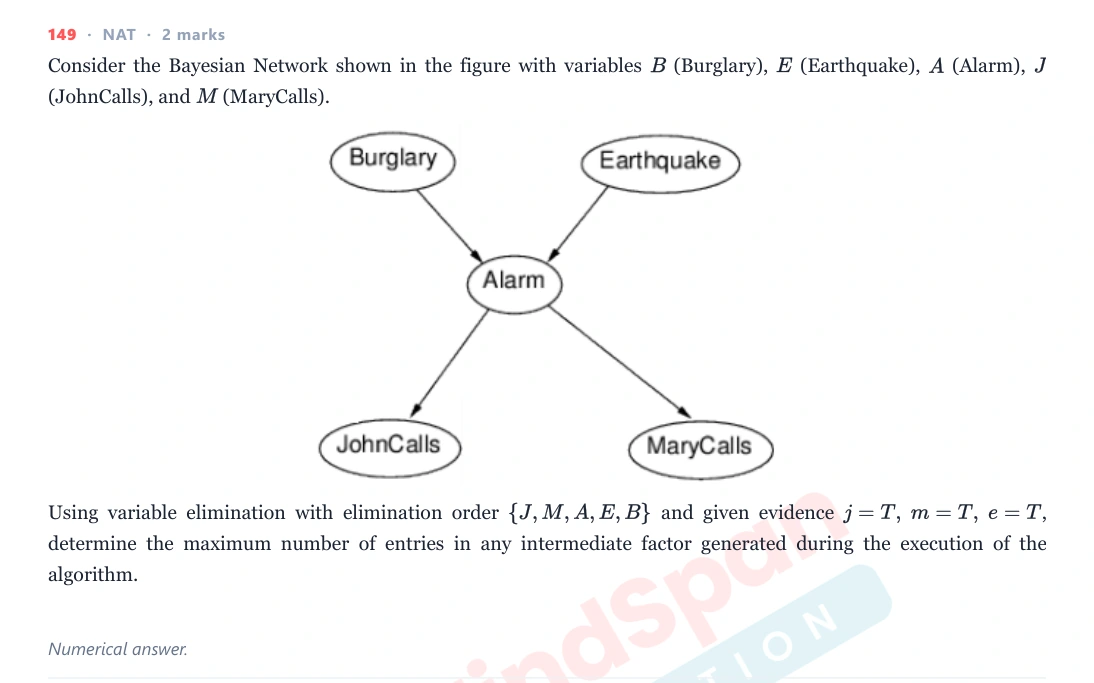 149 · NAT · 2 marks
Consider the Bayesian Network shown in the figure with variables B (Burglary), E (Earthquake), A (Alarm), J
(JohnCalls), and M (MaryCalls).
Burglary
Earthquake
Alarm
JohnCalls
MaryCalls
Using variable elimination with elimination order {J, M, A, E, B} and given evidence j = T, m = T, e = T,
determine the maximum number of entries in any intermediate factor generated during the execution of the
algorithm.
Numerical answer.